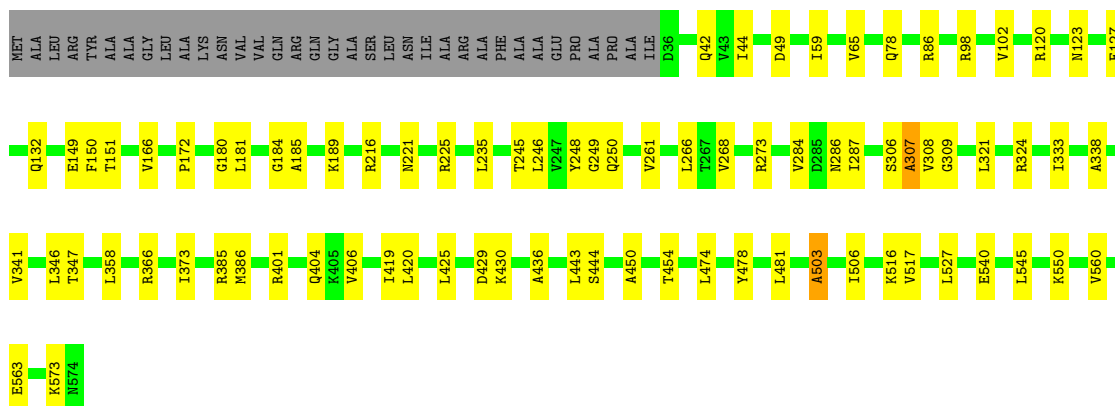 MET ALA LEU ARG TYR ALA ALA GLY LEU ALA LYS ASN VAL VAL GLN ARG GLN GLY ALA SER LEU ASN ILE ALA ARG ALA PHE ALA ALA GLU PRO ALA PRO ALA ILE D36 Q42 V43 I44 D49 I59 V65 Q78 R86 R98 V102 R120 N123
Q132 E149 F150 T151 V166 P172 G180 L181 G184 A185 K189 R216 N221 R225 L235 T245 L246 V247 Y248 G249 Q250 V261 L266 T267 V268 R273 V284 D285 N286 I287 S306 A307 V308 G309 L321 R324 I333 A338
V341 L346 T347 L358 R366 I373 R385 M386 R401 Q404 K405 V406 I419 L420 L425 D429 K430 A436 L443 S444 A450 T454 L474 Y478 L481 A503 I506 K516 V517 L527 E540 L545 K550 V560
E563 K573 N574